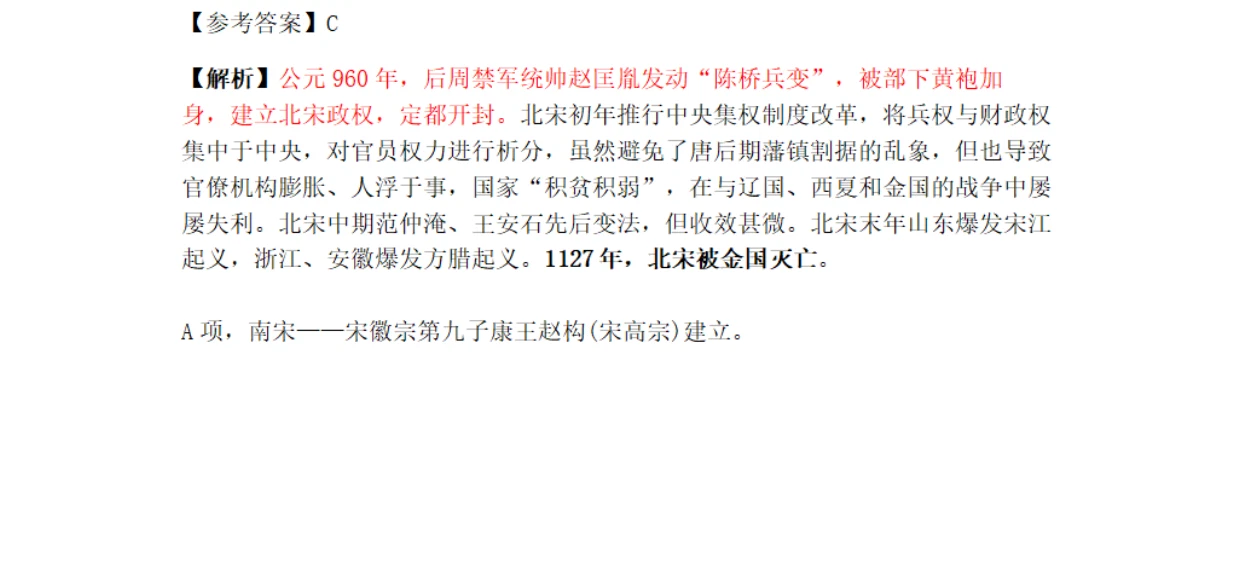 【参考答案】C
【解析】公元 960 年，后周禁军统帅赵匡胤发动“陈桥兵变”，被部下黄袍加
身，建立北宋政权，定都开封。北宋初年推行中央集权制度改革，将兵权与财政权
集中于中央，对官员权力进行析分，虽然避免了唐后期藩镇割据的乱象，但也导致
官僚机构膨胀、人浮于事，国家“积贫积弱”，在与辽国、西夏和金国的战争中屡
屡失利。北宋中期范仲淹、王安石先后变法，但收效甚微。北宋末年山东爆发宋江
起义，浙江、安徽爆发方腊起义。1127 年，北宋被金国灭亡。
A 项，南宋——宋徽宗第九子康王赵构(宋高宗)建立。